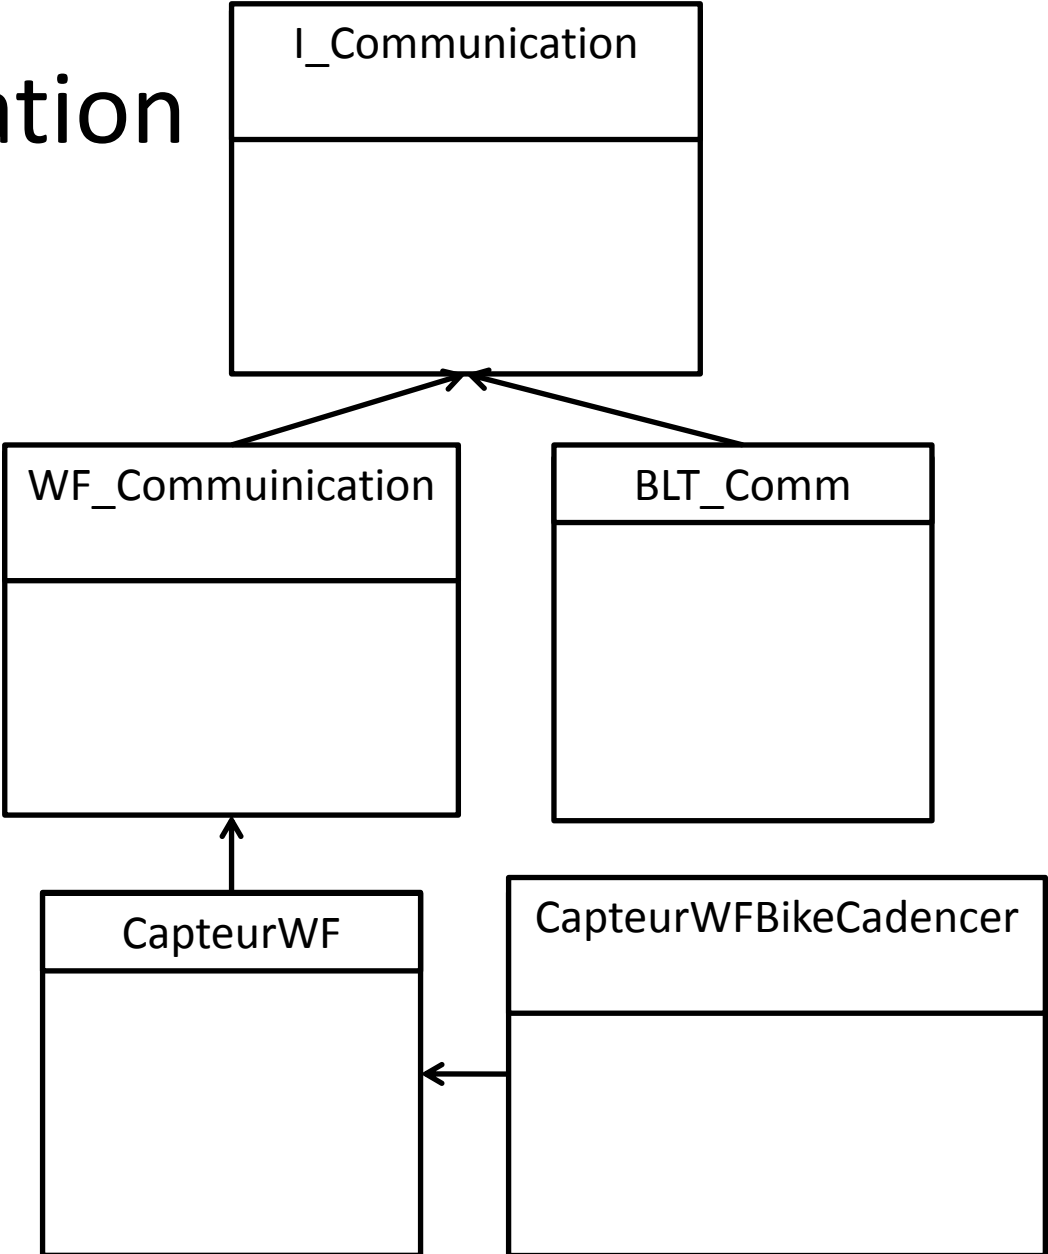 I_Communication
ation
WF_Commuinication
BLT_Comm
CapteurWF
CapteurWFBikeCadencer